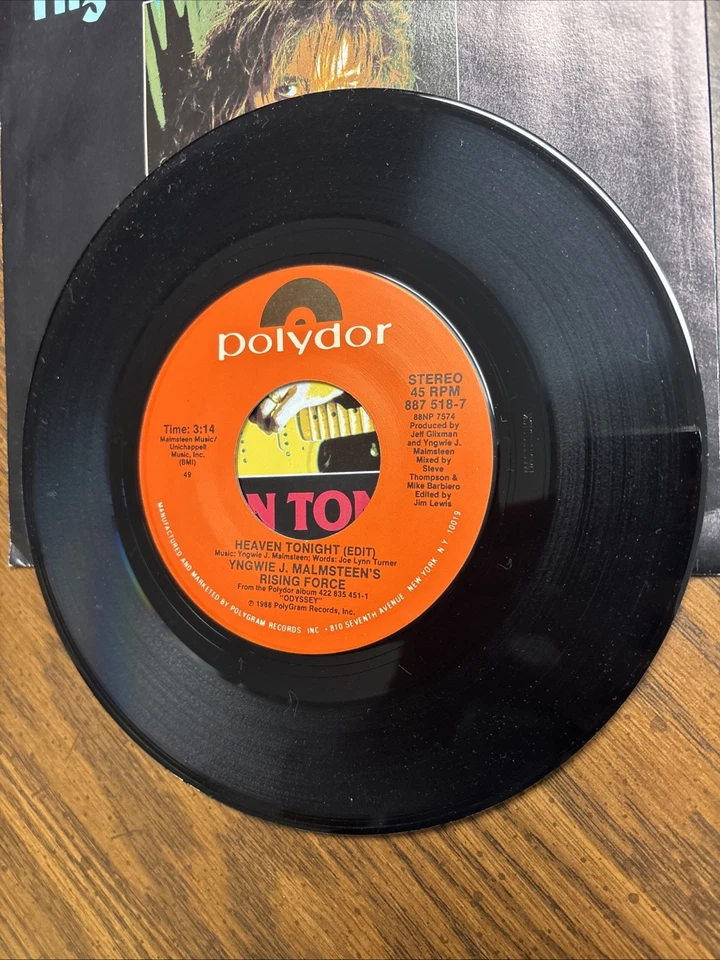 polydor
STEREO
45 RPM
887 518-7
88NP 7574
Produced by
Jeff Glixman
and Yngwie J.
Malmsteen
Mixed by
Steve
Thompson &
Mike Barbiero
Edited by
Jim Lewis
Time: 3:14
Malmsteen Music/
Unichappell
Music, Inc.
(BMI)
49
N TON
HEAVEN TONIGHT (EDIT)
Music: Yngwie J. Malmsteen; Words: Joe Lynn Turner
YNGWIE J. MALMSTEEN'S
RISING FORCE
From the Polydor album 422 835 451-1
"ODYSSEY"
℗ 1988 PolyGram Records, Inc.
MANUFACTURED AND MARKETED BY POLYGRAM RECORDS INC • 810 SEVENTH AVENUE NEW YORK N.Y. 10019